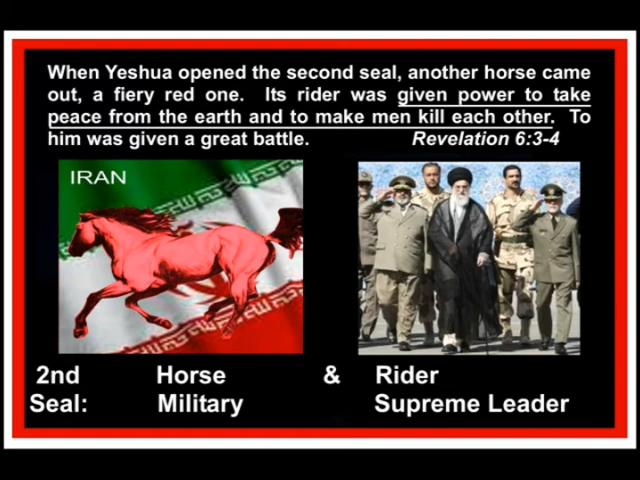 When Yeshua opened the second seal, another horse came
out, a fiery red one. Its rider was given power to take
peace from the earth and to make men kill each other. To
him was given a great battle. Revelation 6:3-4
IRAN
2nd Horse & Rider
Seal: Military Supreme Leader